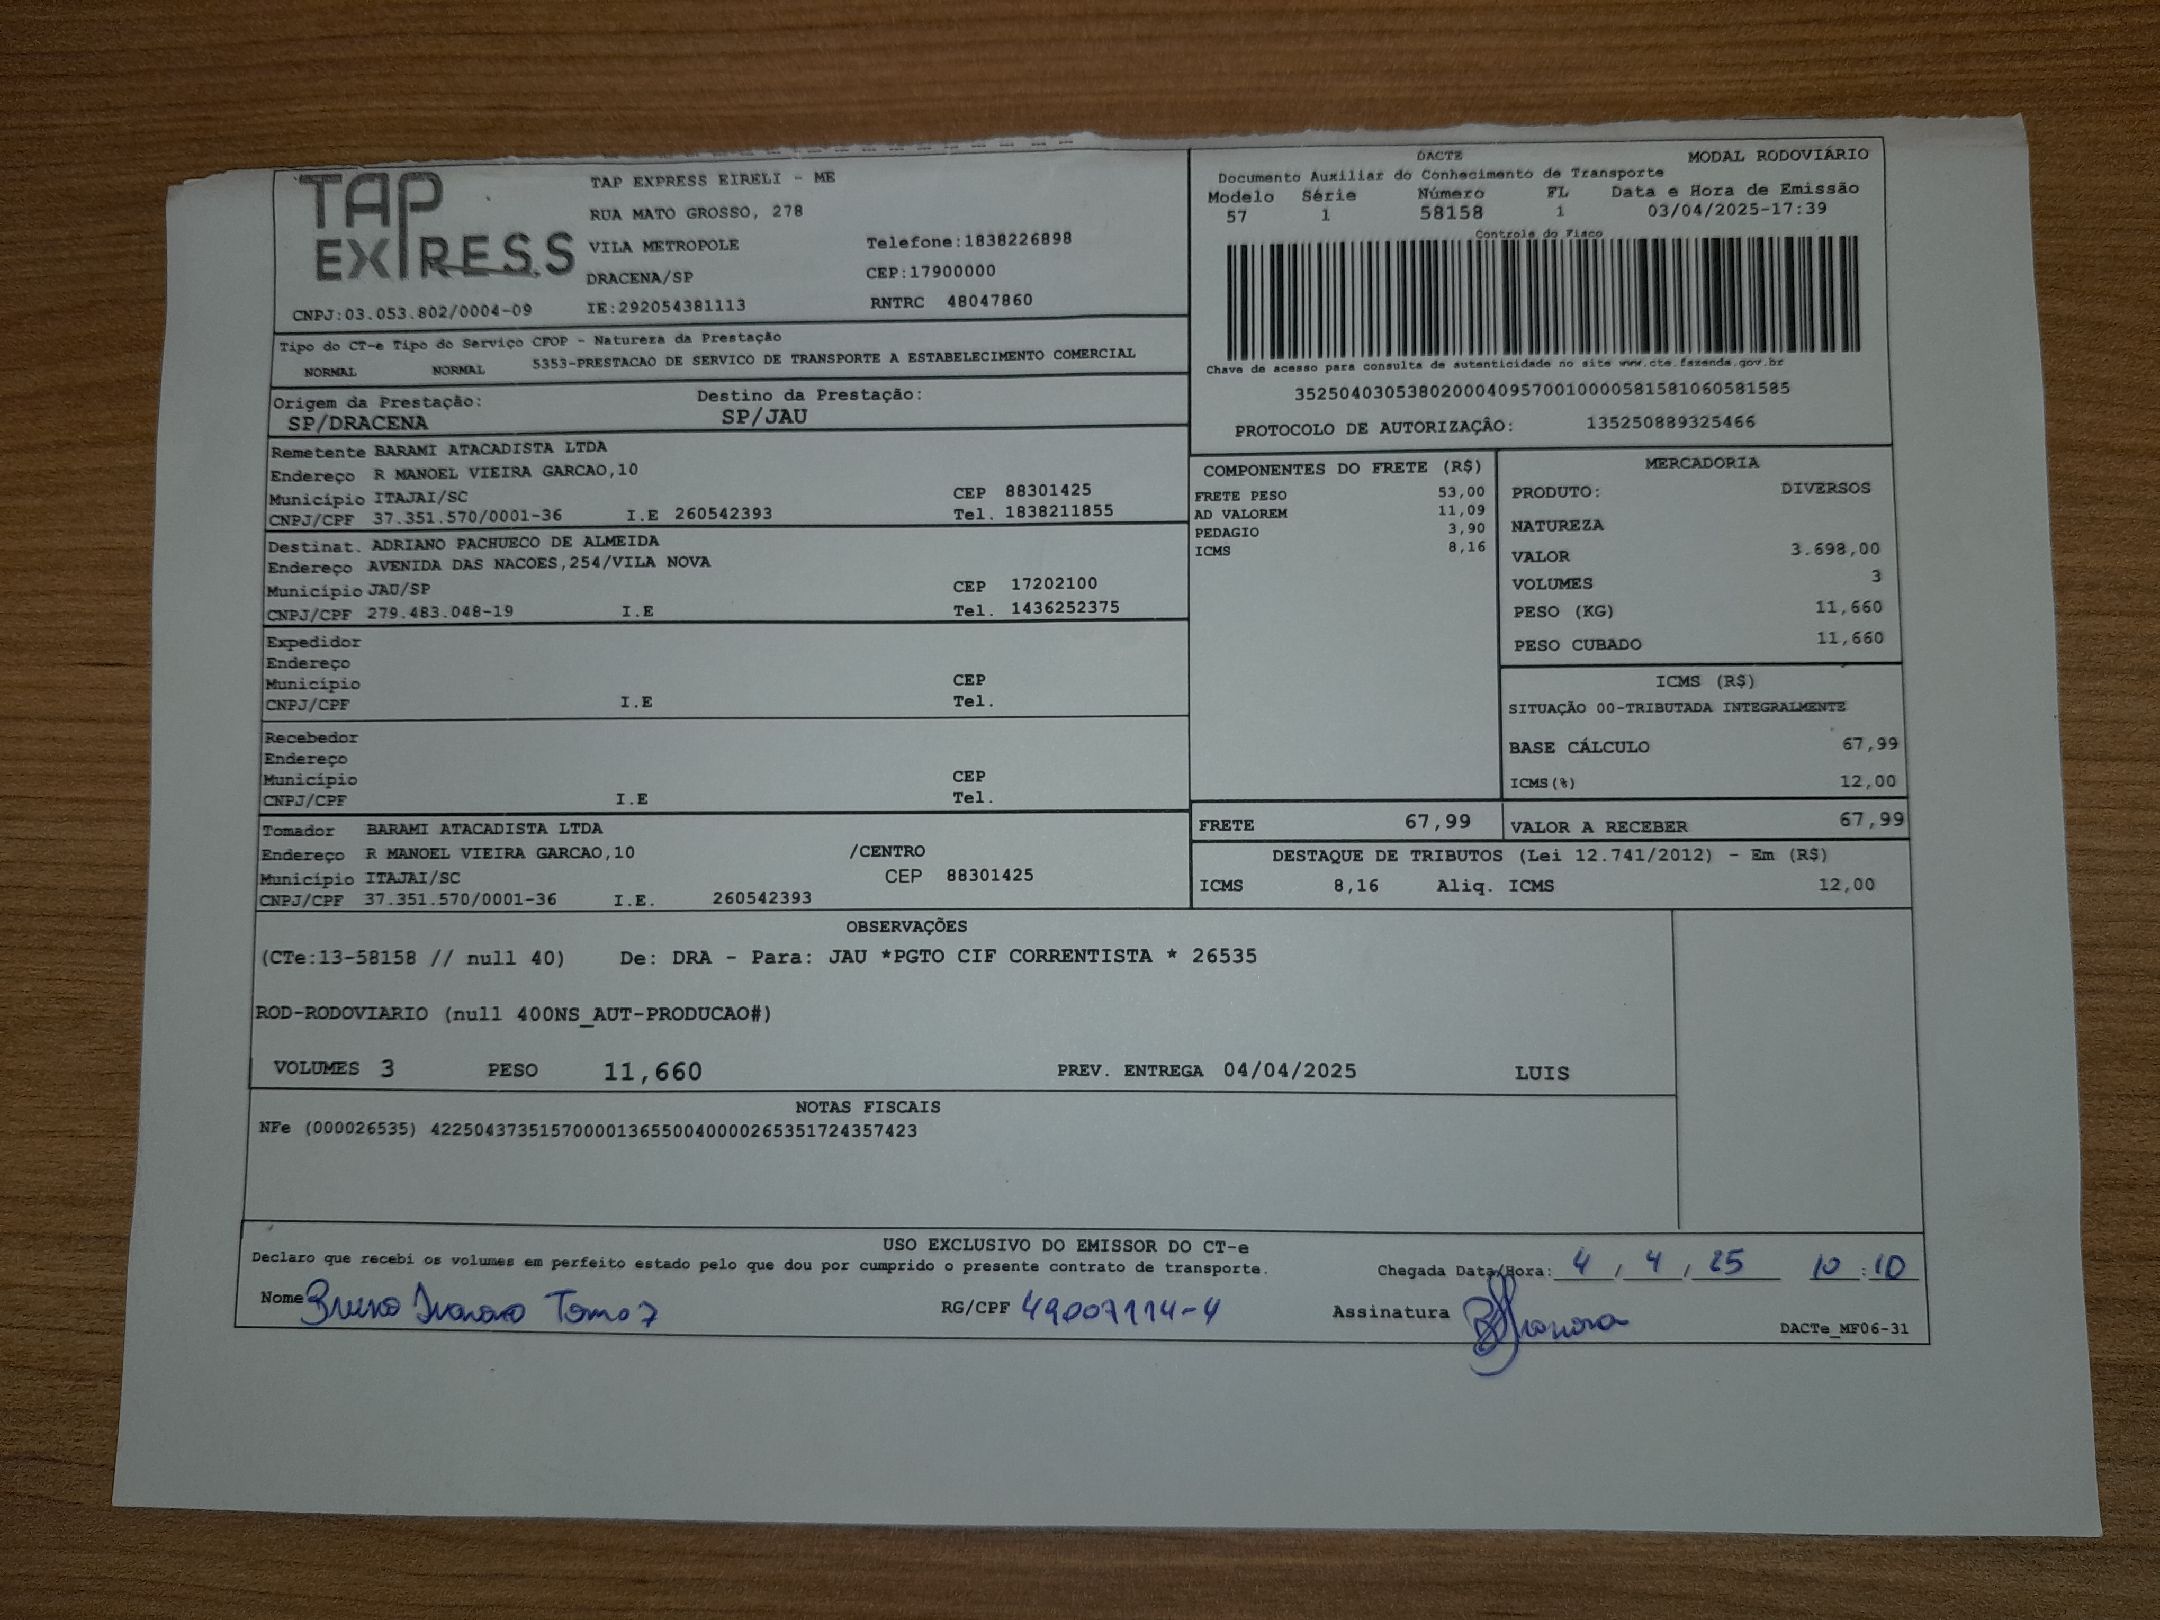 TAP
EXPRESS
TAP EXPRESS EIRELI - ME
RUA MATO GROSSO, 278
VILA METROPOLE Telefone:1838226898
DRACENA/SP CEP:17900000
CNPJ:03.053.802/0004-09 IE:292054381113 RNTRC 48047860
DACTE MODAL RODOVIÁRIO
Documento Auxiliar do Conhecimento de Transporte
Modelo Série Número FL Data e Hora de Emissão
57 1 58158 1 03/04/2025-17:39
Controle do Fisco
Chave de acesso para consulta de autenticidade no site www.cte.fazenda.gov.br
35250403053802000409570010000581581060581585
PROTOCOLO DE AUTORIZAÇÃO: 135250889325466
Tipo do CT-e Tipo do Serviço CFOP - Natureza da Prestação
NORMAL NORMAL 5353-PRESTACAO DE SERVICO DE TRANSPORTE A ESTABELECIMENTO COMERCIAL
Origem da Prestação: Destino da Prestação:
SP/DRACENA SP/JAU
Remetente BARAMI ATACADISTA LTDA
Endereço R MANOEL VIEIRA GARCAO,10
Município ITAJAI/SC CEP 88301425
CNPJ/CPF 37.351.570/0001-36 I.E 260542393 Tel. 1838211855
Destinat. ADRIANO PACHUECO DE ALMEIDA
Endereço AVENIDA DAS NACOES,254/VILA NOVA
Município JAU/SP CEP 17202100
CNPJ/CPF 279.483.048-19 I.E Tel. 1436252375
Expedidor
Endereço
Município CEP
CNPJ/CPF I.E Tel.
Recebedor
Endereço
Município CEP
CNPJ/CPF I.E Tel.
Tomador BARAMI ATACADISTA LTDA
Endereço R MANOEL VIEIRA GARCAO,10 /CENTRO
Município ITAJAI/SC CEP 88301425
CNPJ/CPF 37.351.570/0001-36 I.E. 260542393
COMPONENTES DO FRETE (R$)
FRETE PESO 53,00
AD VALOREM 11,09
PEDAGIO 3,90
ICMS 8,16
MERCADORIA
PRODUTO: DIVERSOS
NATUREZA
VALOR 3.698,00
VOLUMES 3
PESO (KG) 11,660
PESO CUBADO 11,660
ICMS (R$)
SITUAÇÃO 00-TRIBUTADA INTEGRALMENTE
BASE CÁLCULO 67,99
ICMS(%) 12,00
FRETE 67,99 VALOR A RECEBER 67,99
DESTAQUE DE TRIBUTOS (Lei 12.741/2012) - Em (R$)
ICMS 8,16 Aliq. ICMS 12,00
OBSERVAÇÕES
(CTe:13-58158 // null 40) De: DRA - Para: JAU *PGTO CIF CORRENTISTA * 26535
ROD-RODOVIARIO (null 400NS_AUT-PRODUCAO#)
VOLUMES 3 PESO 11,660 PREV. ENTREGA 04/04/2025 LUIS
NOTAS FISCAIS
NFe (000026535) 42250437351570000136550040000265351724357423
USO EXCLUSIVO DO EMISSOR DO CT-e
Declaro que recebi os volumes em perfeito estado pelo que dou por cumprido o presente contrato de transporte. Chegada Data/Hora: 4 / 4 / 25 10:10
Nome Bruno Tomaz RG/CPF 49007114-4 Assinatura
DACTe_MF06-31